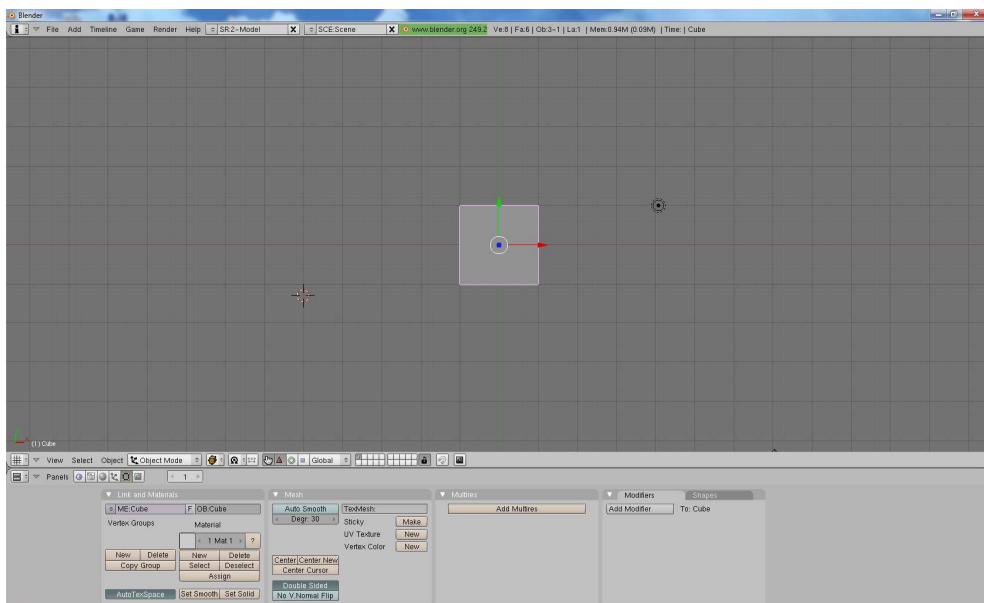 Blender
File Add Timeline Game Render Help SR:2-Model X SCE:Scene X www.blender.org 249.2 Ve:8 | Fa:6 | Ob:3-1 | La:1 | Mem:0.94M (0.09M) | Time: | Cube
(1) Cube
View Select Object Object Mode Global
Panels 1
Link and Materials
ME:Cube F OB:Cube
Vertex Groups Material
1 Mat 1 ?
New Delete New Delete
Copy Group Select Deselect
Assign
AutoTexSpace Set Smooth Set Solid
Mesh
Auto Smooth TexMesh:
Degr: 30 Sticky Make
UV Texture New
Vertex Color New
Center Center New
Center Cursor
Double Sided
No V.Normal Flip
Multires
Add Multires
Modifiers Shapes
Add Modifier To: Cube